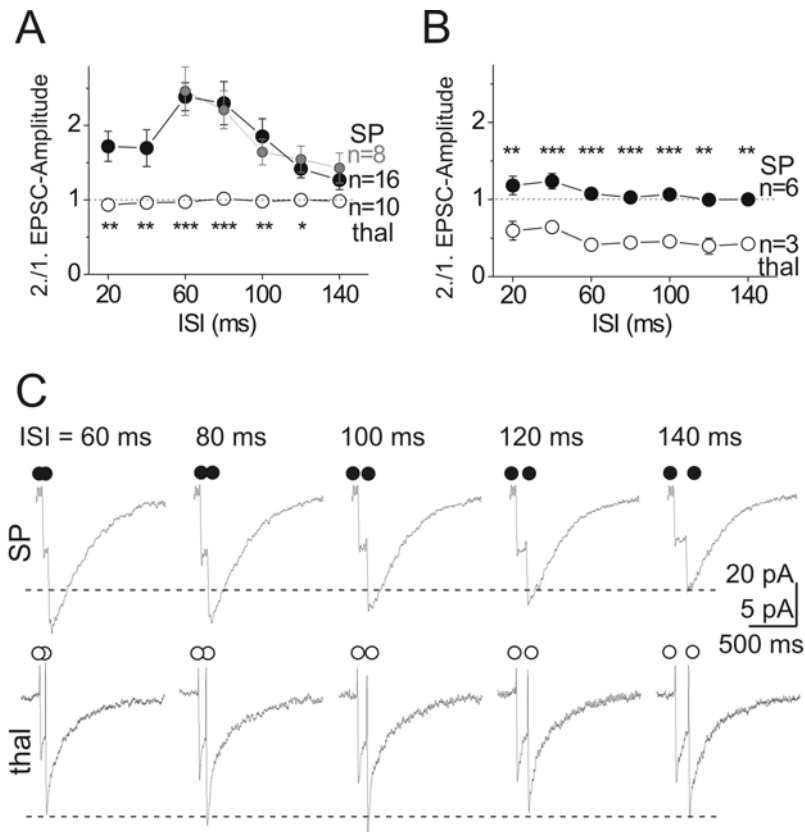 A
2./1. EPSC-Amplitude
2
1
0
SP
n=8
n=16
n=10
thal
** ** *** *** ** *
20 60 100 140
ISI (ms)
B
2./1. EPSC-Amplitude
2
1
0
** *** *** *** *** ** **
SP
n=6
n=3
thal
20 60 100 140
ISI (ms)
C
ISI = 60 ms 80 ms 100 ms 120 ms 140 ms
SP
20 pA
5 pA
500 ms
thal